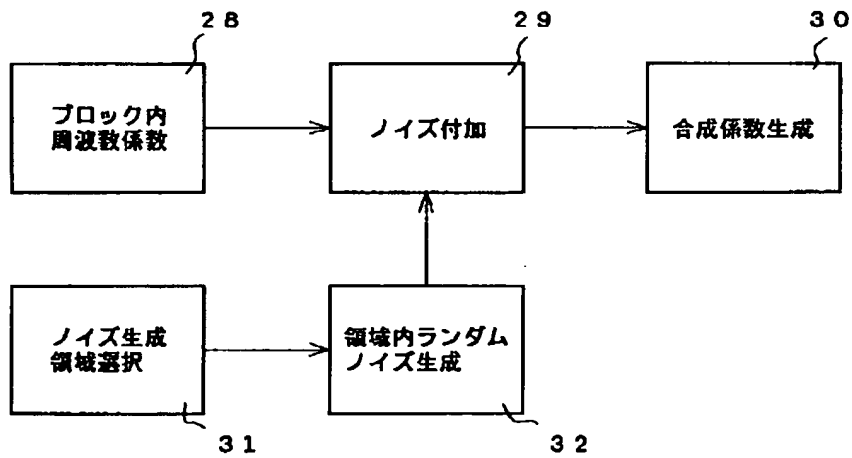 28
29
30
ブロック内
周波数係数
ノイズ付加
合成係数生成
ノイズ生成
領域選択
領域内ランダム
ノイズ生成
31
32